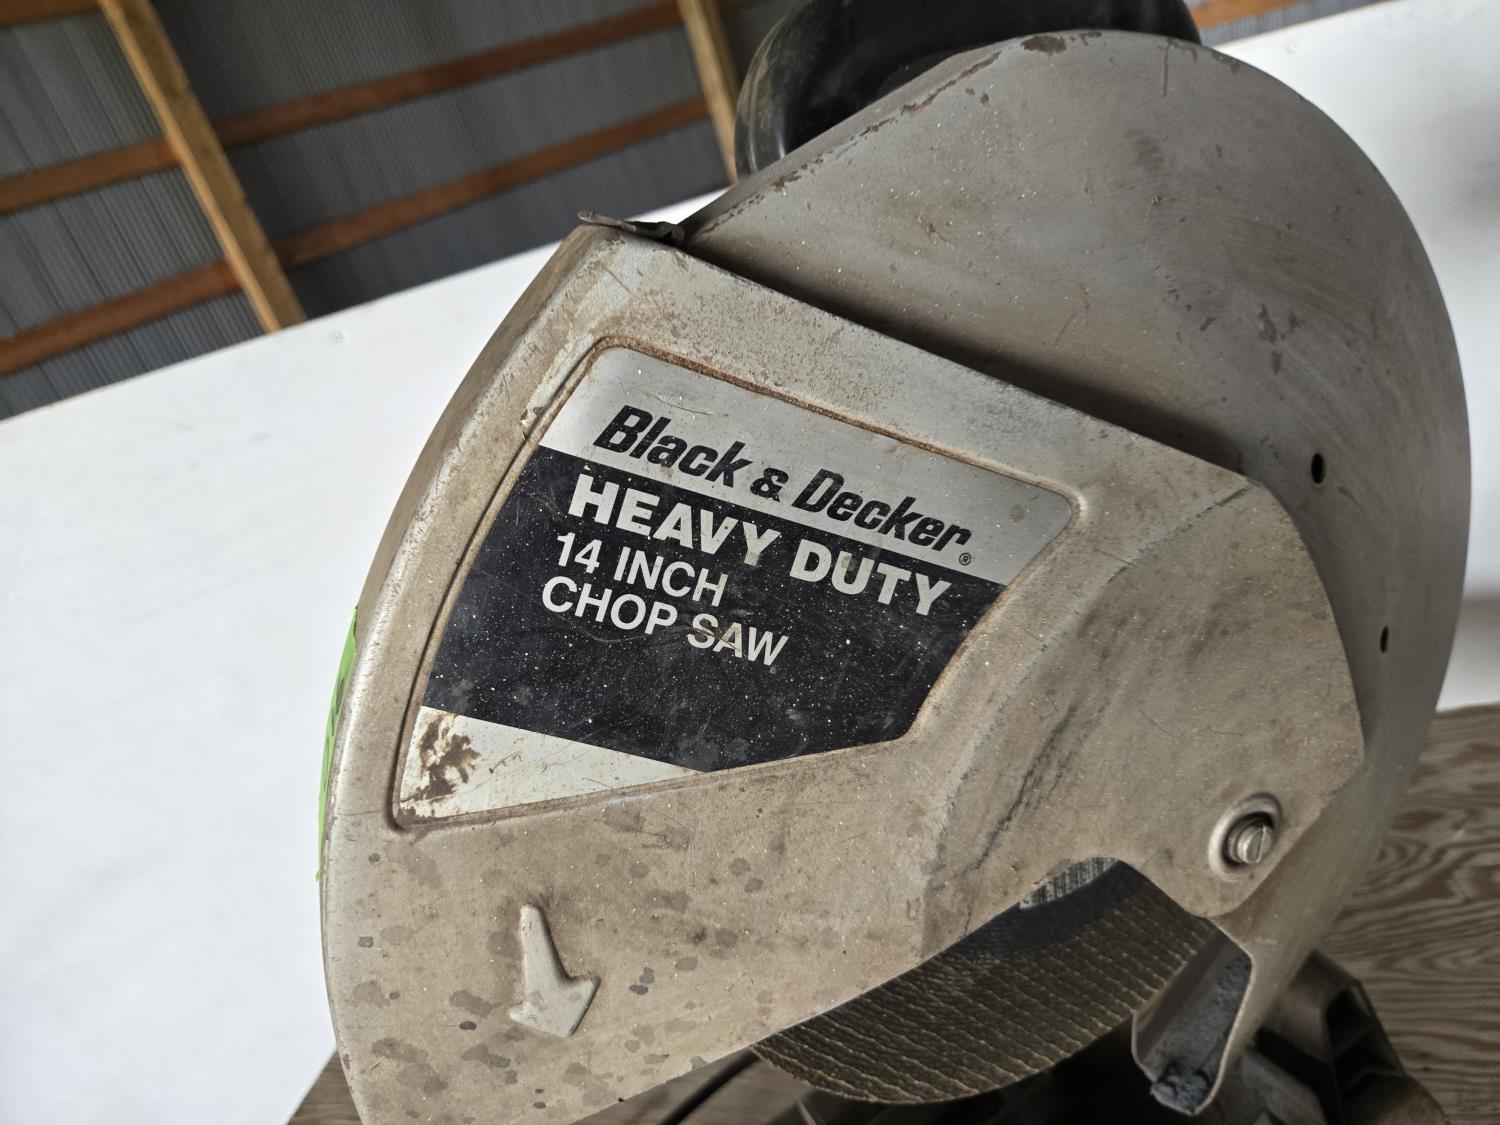 Black & Decker®
HEAVY DUTY
14 INCH
CHOP SAW